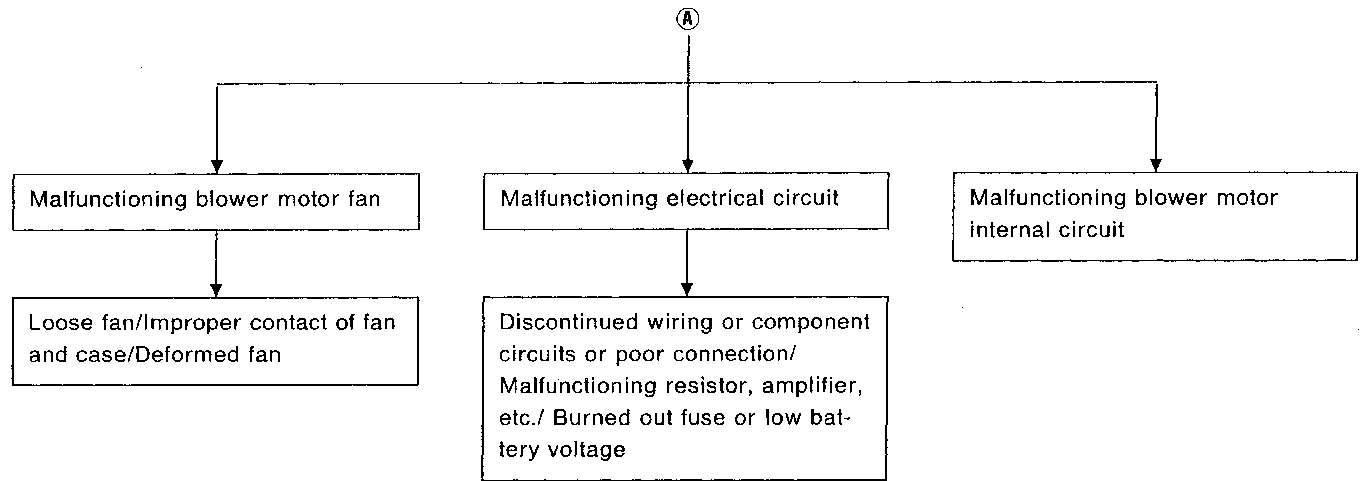 A
Malfunctioning blower motor fan
Malfunctioning electrical circuit
Malfunctioning blower motor
internal circuit
Loose fan/Improper contact of fan
and case/Deformed fan
Discontinued wiring or component
circuits or poor connection/
Malfunctioning resistor, amplifier,
etc./ Burned out fuse or low bat-
tery voltage